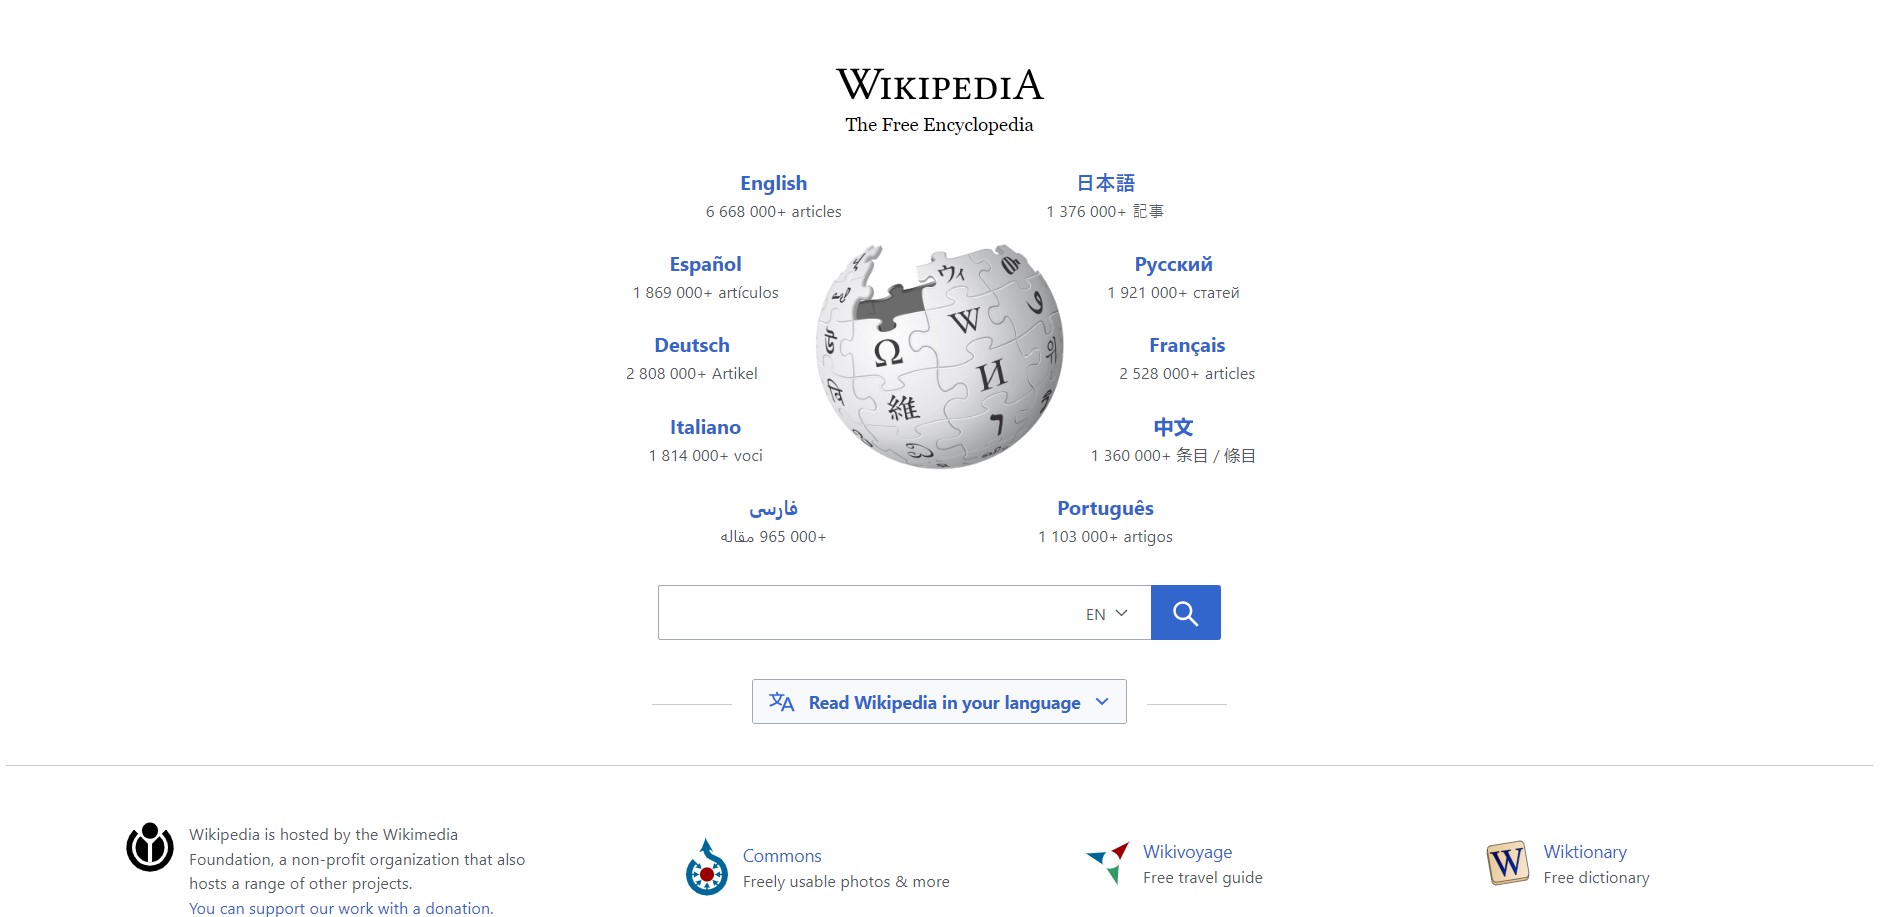 WIKIPEDIA
The Free Encyclopedia
English
6 668 000+ articles
日本語
1 376 000+ 記事
Español
1 869 000+ artículos
Русский
1 921 000+ статей
Deutsch
2 808 000+ Artikel
Français
2 528 000+ articles
Italiano
1 814 000+ voci
中文
1 360 000+ 条目 / 條目
فارسی
۹۶۵ 000+ مقاله
Português
1 103 000+ artigos
Ω
W
И
維
ウィ
EN
Read Wikipedia in your language
Wikipedia is hosted by the Wikimedia
Foundation, a non-profit organization that also
hosts a range of other projects.
You can support our work with a donation.
Commons
Freely usable photos & more
Wikivoyage
Free travel guide
W
Wiktionary
Free dictionary